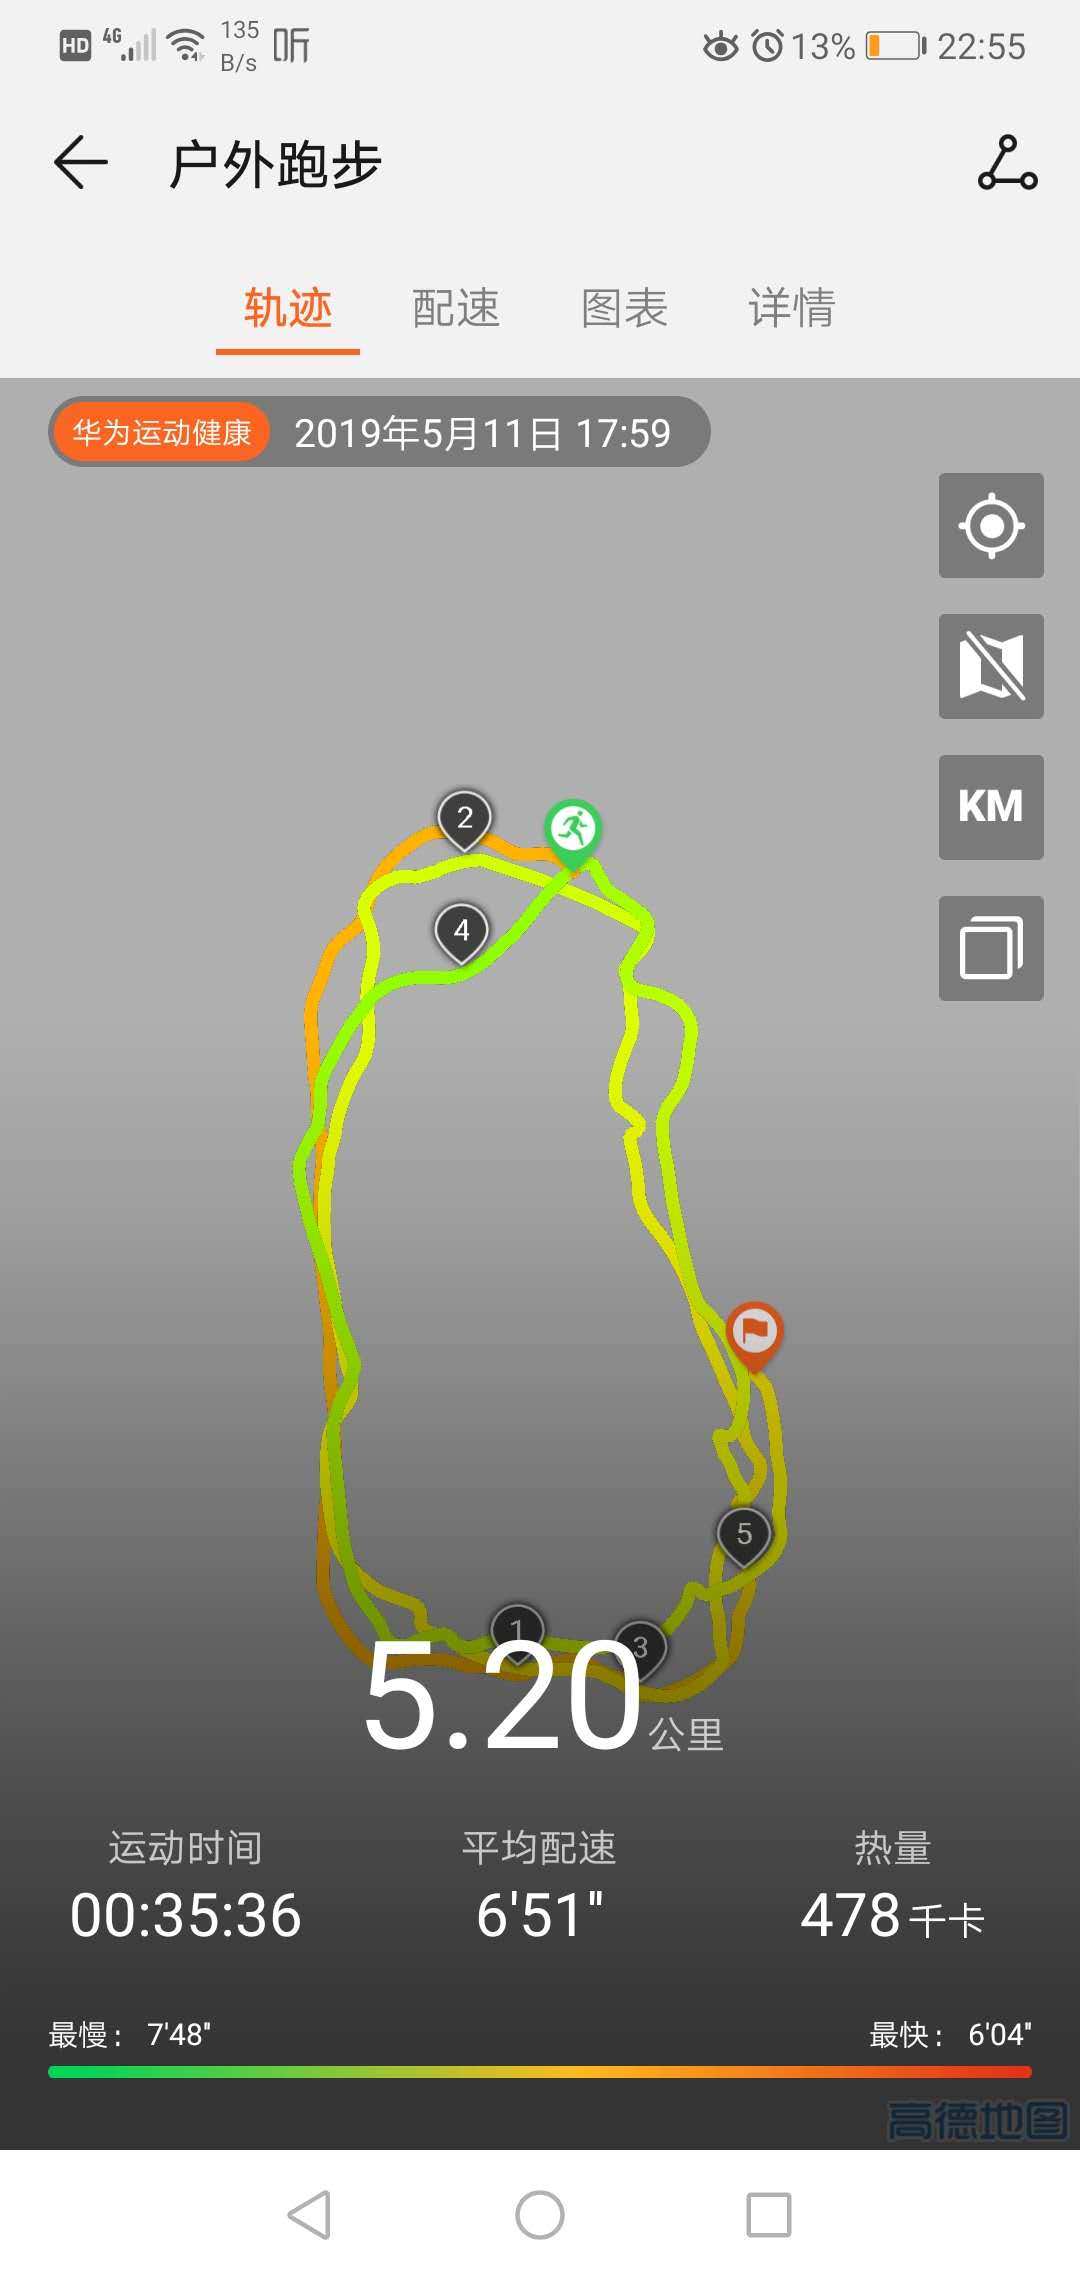 HD 4G 135 B/s 听 13% 22:55
户外跑步
轨迹 配速 图表 详情
华为运动健康 2019年5月11日 17:59
KM
2
4
5
1
3
5.20公里
运动时间 平均配速 热量
00:35:36 6'51" 478千卡
最慢： 7'48" 最快： 6'04"
高德地图